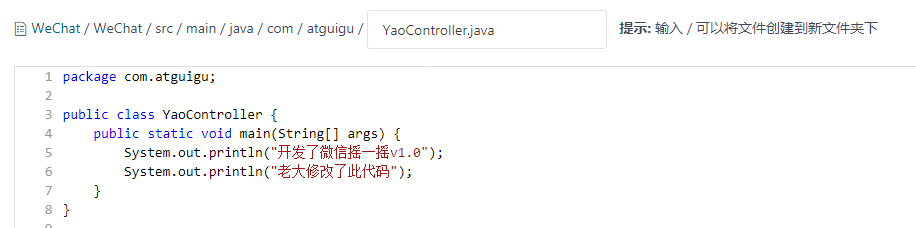 WeChat / WeChat / src / main / java / com / atguigu / YaoController.java 提示: 输入 / 可以将文件创建到新文件夹下
1 package com.atguigu;
2
3 public class YaoController {
4     public static void main(String[] args) {
5         System.out.println("开发了微信摇一摇v1.0");
6         System.out.println("老大修改了此代码");
7     }
8 }